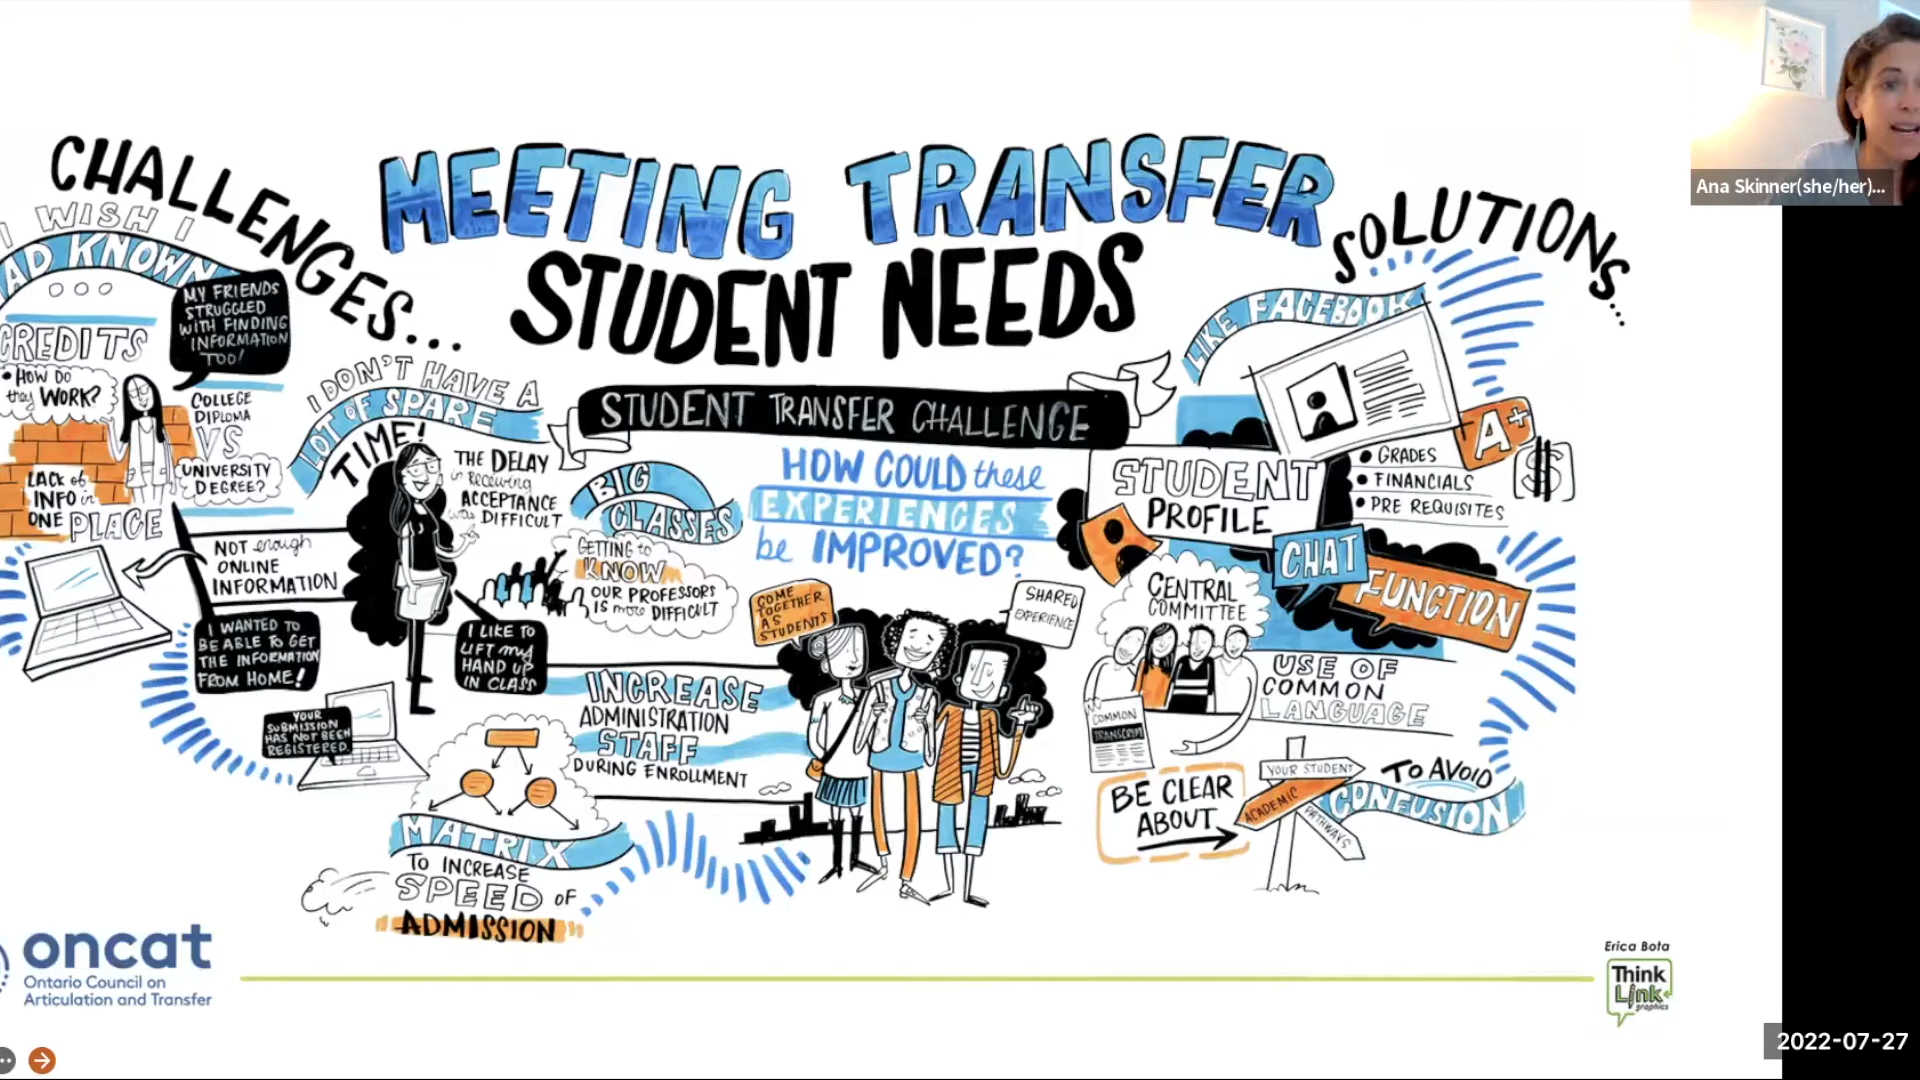 CHALLENGES...
MEETING TRANSFER
STUDENT NEEDS
SOLUTIONS...
I WISH I
AD KNOWN
CREDITS
• HOW DO
they WORK?
LACK of
INFO in
ONE PLACE
MY FRIENDS
STRUGGLED
WITH FINDING
INFORMATION
TOO!
COLLEGE
DIPLOMA
VS
UNIVERSITY
DEGREE?
NOT enough
ONLINE
INFORMATION
I WANTED TO
BE ABLE TO GET
THE INFORMATION
FROM HOME!
YOUR
SUBMISSION
HAS NOT BEEN
REGISTERED.
I DON'T HAVE A
LOT OF SPARE
TIME!
THE DELAY
in receiving
ACCEPTANCE
was DIFFICULT
I LIKE TO
LIFT my
HAND UP
IN CLASS
BIG
CLASSES
GETTING to
KNOW
OUR PROFESSORS
IS more DIFFICULT
INCREASE
ADMINISTRATION
STAFF
DURING ENROLLMENT
MATRIX
TO INCREASE
SPEED OF
ADMISSION
STUDENT TRANSFER CHALLENGE
HOW COULD these
EXPERIENCES
be IMPROVED?
COME
TOGETHER
AS
STUDENTS
SHARED
EXPERIENCE
LIKE FACEBOOK
STUDENT
PROFILE
A+
$
• GRADES
• FINANCIALS
• PRE REQUISITES
CHAT
FUNCTION
CENTRAL
COMMITTEE
COMMON
TRANSCRIPT
USE OF
COMMON
LANGUAGE
BE CLEAR
ABOUT
YOUR STUDENT
ACADEMIC
PATHWAYS
TO AVOID
CONFUSION
oncat
Ontario Council on
Articulation and Transfer
Erica Bota
Think
Link
graphics
Ana Skinner(she/her)...
2022-07-27